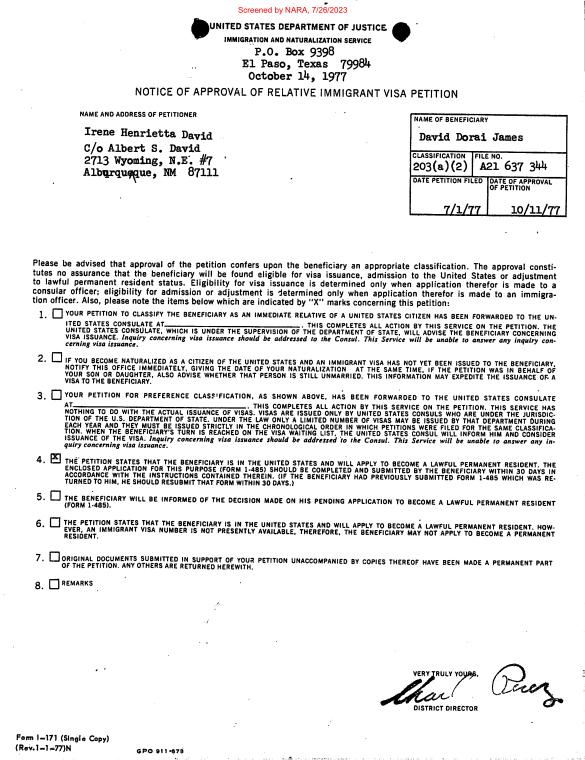 Screened by NARA, 7/26/2023
UNITED STATES DEPARTMENT OF JUSTICE
IMMIGRATION AND NATURALIZATION SERVICE
P.O. Box 9398
El Paso, Texas 79984
October 14, 1977
NOTICE OF APPROVAL OF RELATIVE IMMIGRANT VISA PETITION
NAME AND ADDRESS OF PETITIONER
Irene Henrietta David
C/o Albert S. David
2713 Wyoming, N.E. #7
Alburquque, NM 87111
NAME OF BENEFICIARY
David Dorai James
CLASSIFICATION FILE NO.
203(a)(2) A21 637 344
DATE PETITION FILED DATE OF APPROVAL OF PETITION
7/1/77 10/11/77
Please be advised that approval of the petition confers upon the beneficiary an appropriate classification. The approval consti-
tutes no assurance that the beneficiary will be found eligible for visa issuance, admission to the United States or adjustment
to lawful permanent resident status. Eligibility for visa issuance is determined only when application therefor is made to a
consular officer; eligibility for admission or adjustment is determined only when application therefor is made to an immigra-
tion officer. Also, please note the items below which are indicated by "X" marks concerning this petition:
1. YOUR PETITION TO CLASSIFY THE BENEFICIARY AS AN IMMEDIATE RELATIVE OF A UNITED STATES CITIZEN HAS BEEN FORWARDED TO THE UN-
ITED STATES CONSULATE AT . THIS COMPLETES ALL ACTION BY THIS SERVICE ON THE PETITION. THE
UNITED STATES CONSULATE, WHICH IS UNDER THE SUPERVISION OF THE DEPARTMENT OF STATE, WILL ADVISE THE BENEFICIARY CONCERNING
VISA ISSUANCE. Inquiry concerning visa issuance should be addressed to the Consul. This Service will be unable to answer any inquiry con-
cerning visa issuance.
2. IF YOU BECOME NATURALIZED AS A CITIZEN OF THE UNITED STATES AND AN IMMIGRANT VISA HAS NOT YET BEEN ISSUED TO THE BENEFICIARY,
NOTIFY THIS OFFICE IMMEDIATELY, GIVING THE DATE OF YOUR NATURALIZATION AT THE SAME TIME, IF THE PETITION WAS IN BEHALF OF
YOUR SON OR DAUGHTER, ALSO ADVISE WHETHER THAT PERSON IS STILL UNMARRIED. THIS INFORMATION MAY EXPEDITE THE ISSUANCE OF A
VISA TO THE BENEFICIARY.
3. YOUR PETITION FOR PREFERENCE CLASSIFICATION, AS SHOWN ABOVE, HAS BEEN FORWARDED TO THE UNITED STATES CONSULATE
AT . THIS COMPLETES ALL ACTION BY THIS SERVICE ON THE PETITION. THIS SERVICE HAS
NOTHING TO DO WITH THE ACTUAL ISSUANCE OF VISAS. VISAS ARE ISSUED ONLY BY UNITED STATES CONSULS WHO ARE UNDER THE JURISDIC-
TION OF THE U.S. DEPARTMENT OF STATE. UNDER THE LAW ONLY A LIMITED NUMBER OF VISAS MAY BE ISSUED BY THAT DEPARTMENT DURING
EACH YEAR AND THEY MUST BE ISSUED STRICTLY IN THE CHRONOLOGICAL ORDER IN WHICH PETITIONS WERE FILED FOR THE SAME CLASSIFICA-
TION. WHEN THE BENEFICIARY'S TURN IS REACHED ON THE VISA WAITING LIST, THE UNITED STATES CONSUL WILL INFORM HIM AND CONSIDER
ISSUANCE OF THE VISA. Inquiry concerning visa issuance should be addressed to the Consul. This Service will be unable to answer any in-
4. X THE PETITION STATES THAT THE BENEFICIARY IS IN THE UNITED STATES AND WILL APPLY TO BECOME A LAWFUL PERMANENT RESIDENT. THE
ENCLOSED APPLICATION FOR THIS PURPOSE (FORM 1-485) SHOULD BE COMPLETED AND SUBMITTED BY THE BENEFICIARY WITHIN 30 DAYS IN
ACCORDANCE WITH THE INSTRUCTIONS CONTAINED THEREIN. (IF THE BENEFICIARY HAD PREVIOUSLY SUBMITTED FORM 1-485 WHICH WAS RE-
TURNED TO HIM, HE SHOULD RESUBMIT THAT FORM WITHIN 30 DAYS.)
5. THE BENEFICIARY WILL BE INFORMED OF THE DECISION MADE ON HIS PENDING APPLICATION TO BECOME A LAWFUL PERMANENT RESIDENT
(FORM 1-485).
6. THE PETITION STATES THAT THE BENEFICIARY IS IN THE UNITED STATES AND WILL APPLY TO BECOME A LAWFUL PERMANENT RESIDENT. HOW-
EVER, AN IMMIGRANT VISA NUMBER IS NOT PRESENTLY AVAILABLE, THEREFORE, THE BENEFICIARY MAY NOT APPLY TO BECOME A PERMANENT
RESIDENT.
7. ORIGINAL DOCUMENTS SUBMITTED IN SUPPORT OF YOUR PETITION UNACCOMPANIED BY COPIES THEREOF HAVE BEEN MADE A PERMANENT PART
OF THE PETITION. ANY OTHERS ARE RETURNED HEREWITH.
8. REMARKS
VERY TRULY YOURS,
Perez
DISTRICT DIRECTOR
Form I-171 (Single Copy)
(Rev.1-1-77)N
GPO 911-678